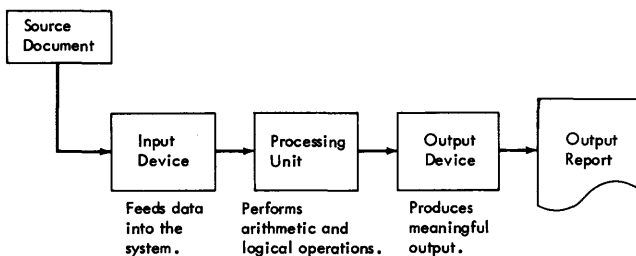 Source
Document
Input
Device
Processing
Unit
Output
Device
Output
Report
Feeds data
into the
system.
Performs
arithmetic and
logical operations.
Produces
meaningful
output.